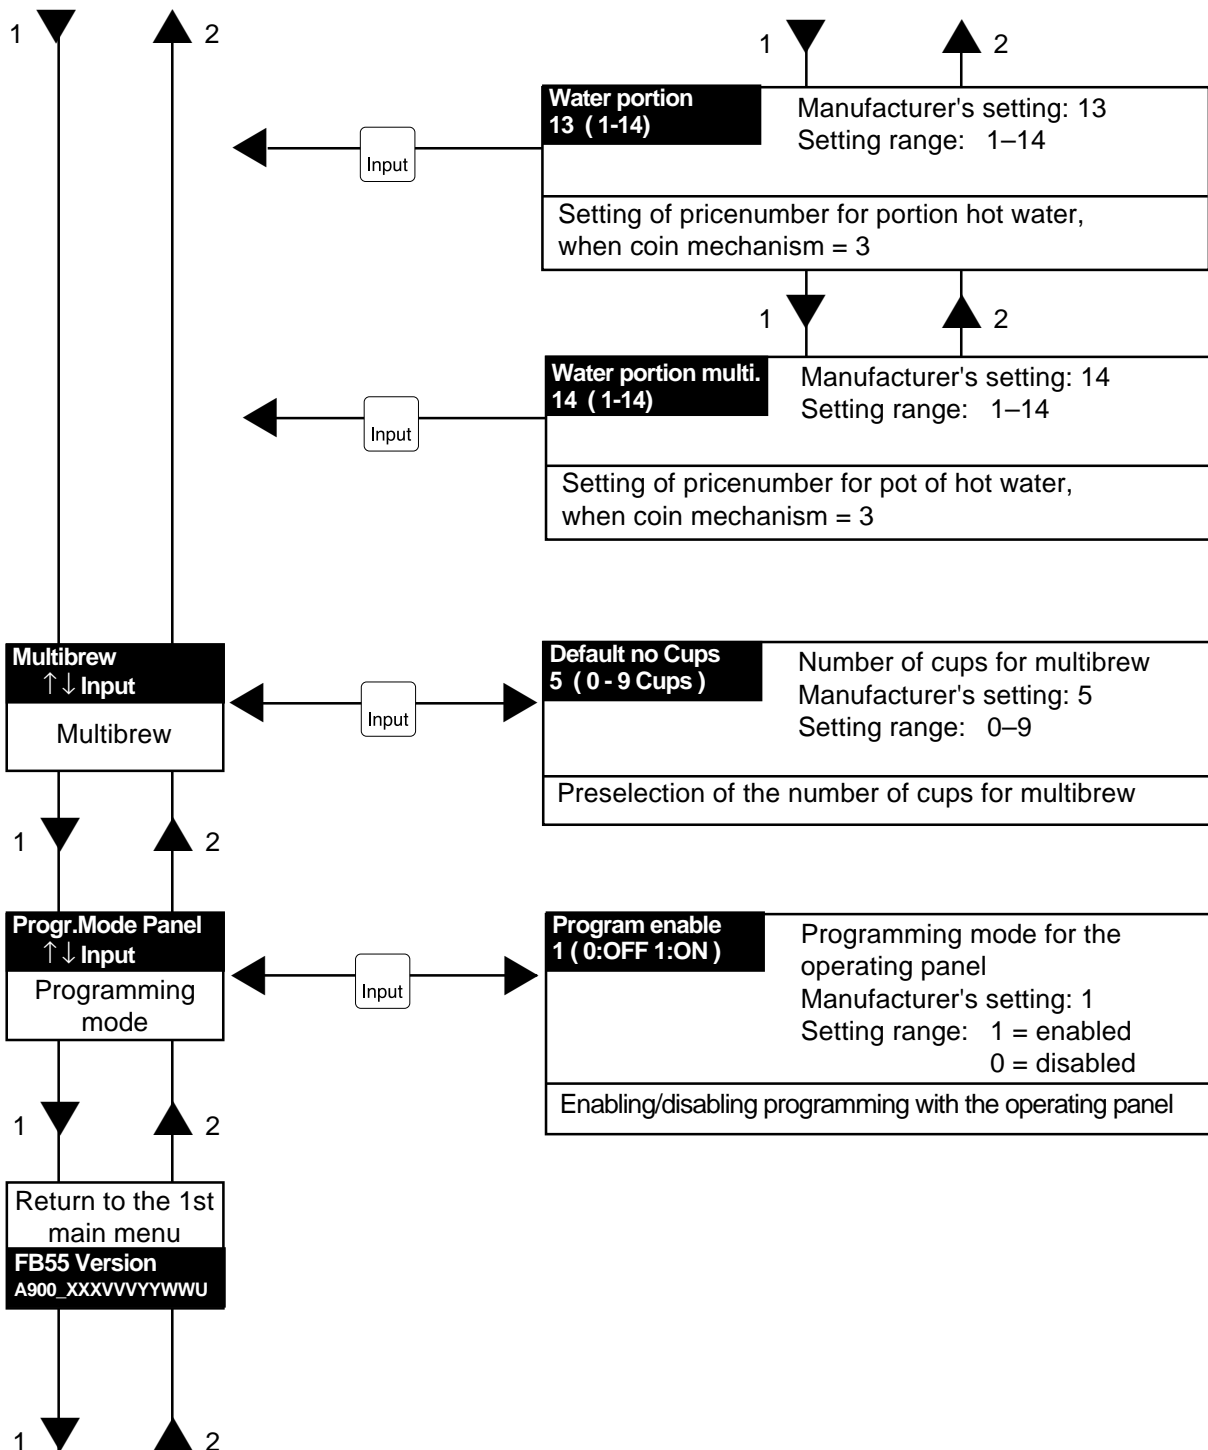 1
2
1
2
Water portion
13 ( 1-14)
Manufacturer's setting: 13
Setting range: 1–14
Input
Setting of pricenumber for portion hot water,
when coin mechanism = 3
1
2
Water portion multi.
14 ( 1-14)
Manufacturer's setting: 14
Setting range: 1–14
Input
Setting of pricenumber for pot of hot water,
when coin mechanism = 3
Multibrew
↑↓ Input
Multibrew
Input
Default no Cups
5 ( 0 - 9 Cups )
Number of cups for multibrew
Manufacturer's setting: 5
Setting range: 0–9
Preselection of the number of cups for multibrew
1
2
Progr.Mode Panel
↑↓ Input
Programming
mode
Input
Program enable
1 ( 0:OFF 1:ON )
Programming mode for the
operating panel
Manufacturer's setting: 1
Setting range: 1 = enabled
0 = disabled
Enabling/disabling programming with the operating panel
1
2
Return to the 1st
main menu
FB55 Version
A900_XXXVVVYYWWU
1
2